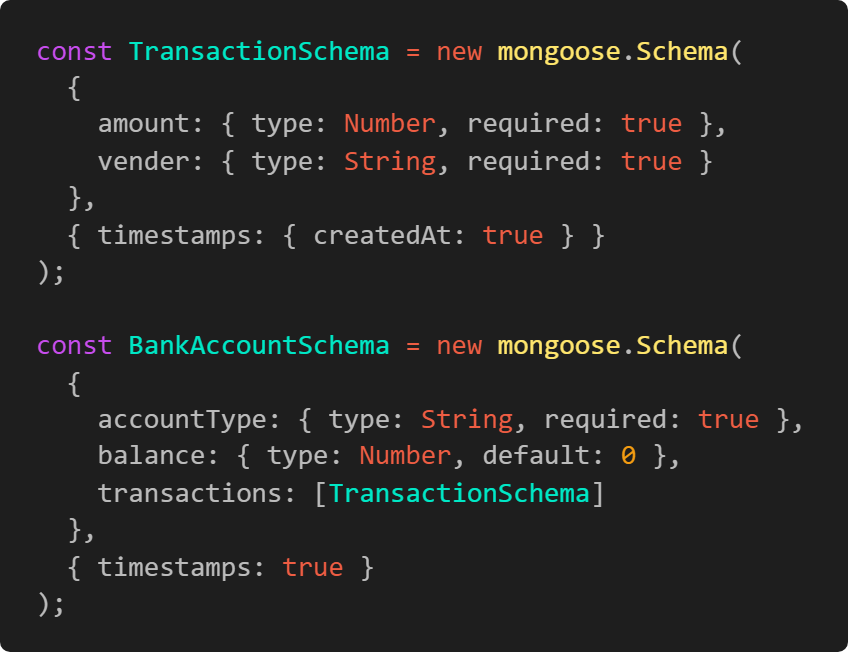 const TransactionSchema = new mongoose.Schema(
  {
    amount: { type: Number, required: true },
    vender: { type: String, required: true }
  },
  { timestamps: { createdAt: true } }
);

const BankAccountSchema = new mongoose.Schema(
  {
    accountType: { type: String, required: true },
    balance: { type: Number, default: 0 },
    transactions: [TransactionSchema]
  },
  { timestamps: true }
);